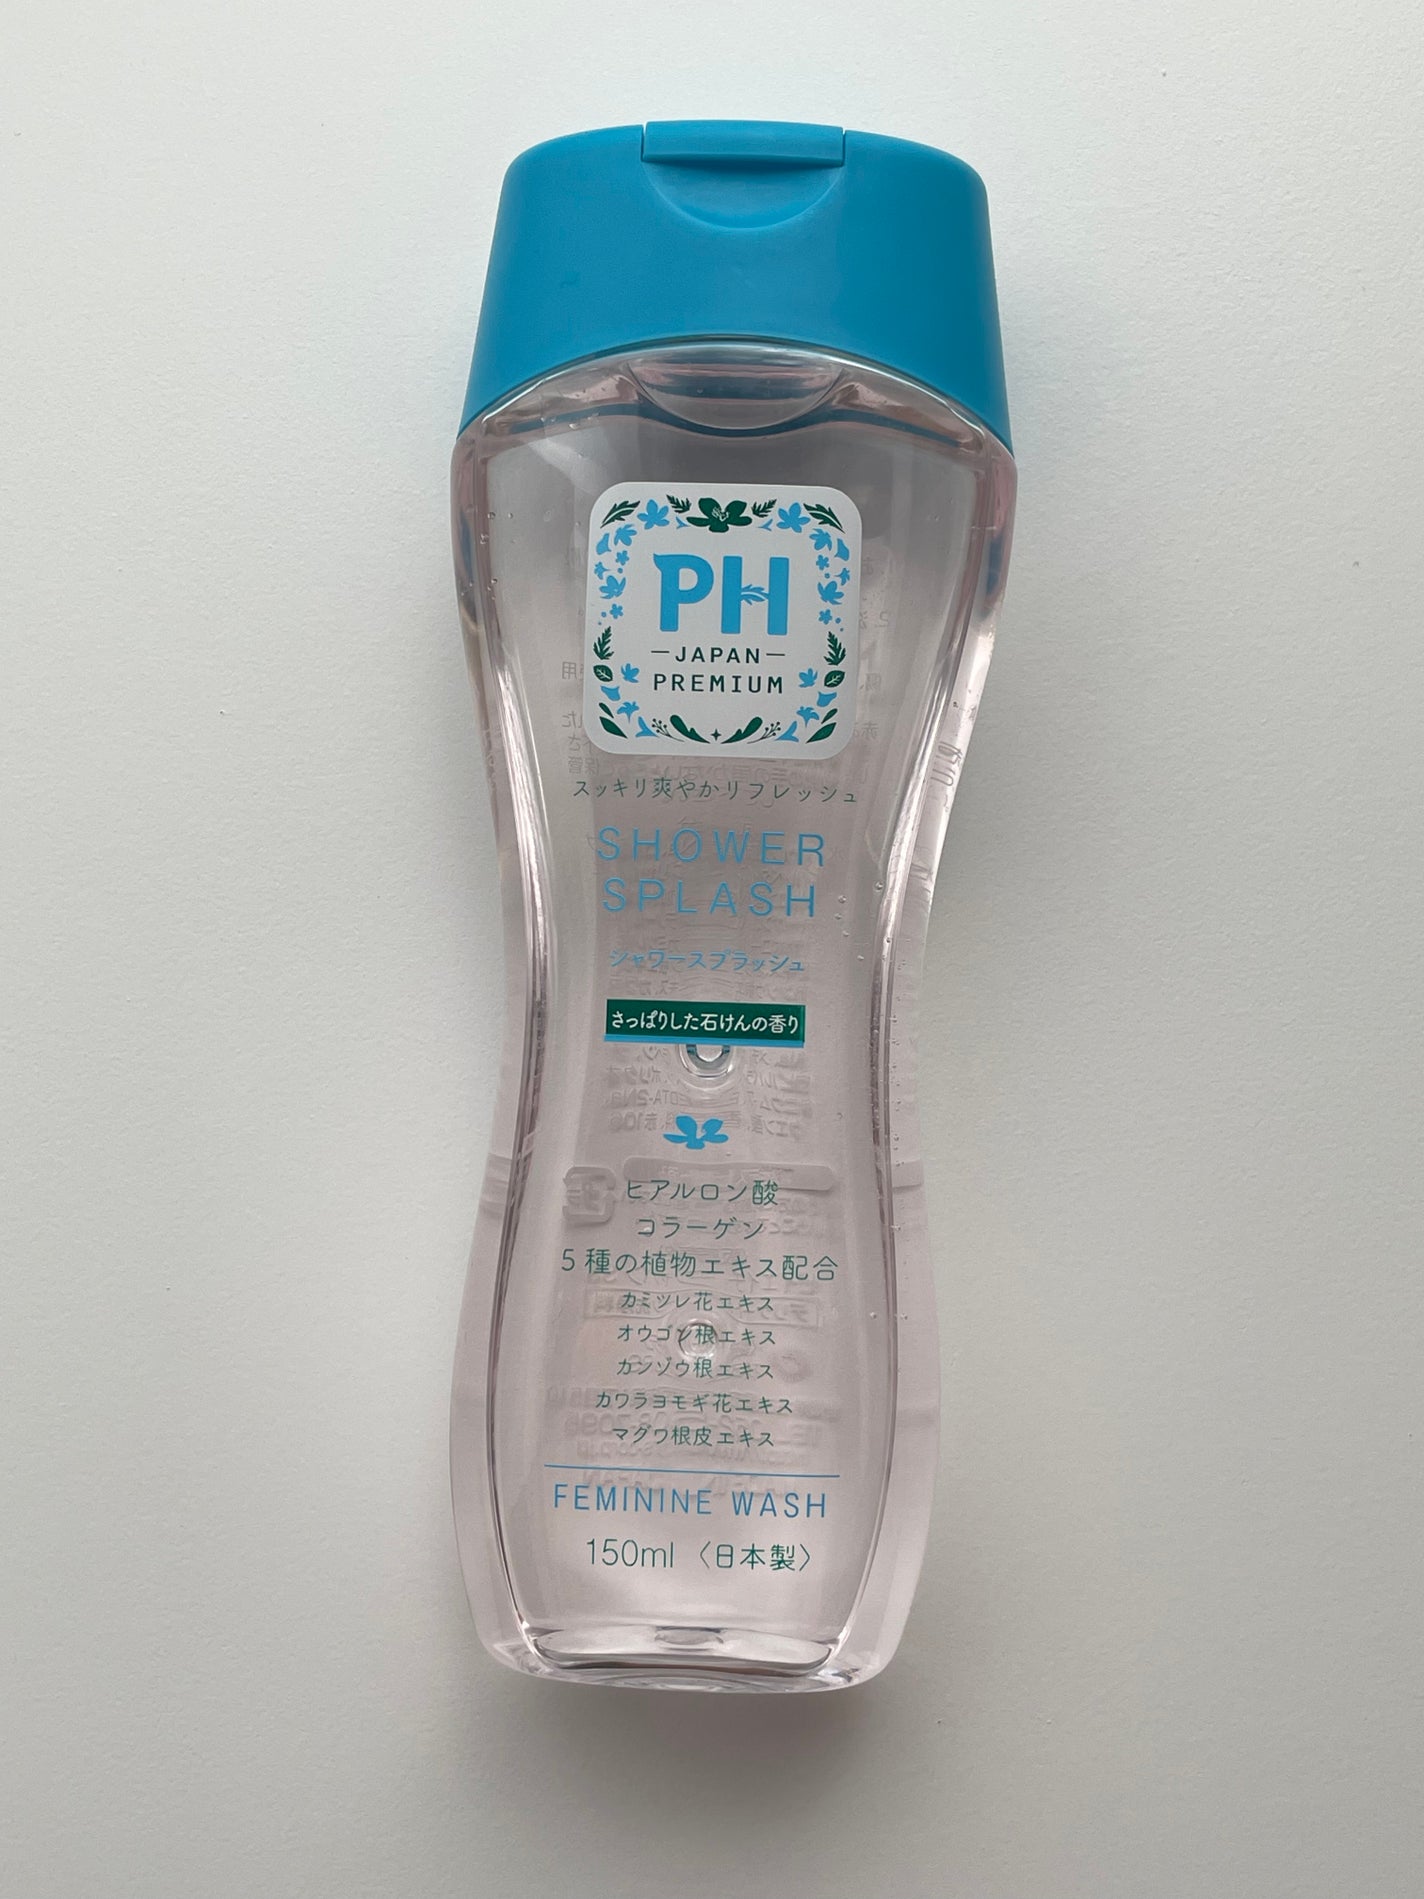 PH
JAPAN
PREMIUM
スッキリ爽やかリフレッシュ
SHOWER
SPLASH
シャワースプラッシュ
さっぱりした石けんの香り
ヒアルロン酸
コラーゲン
5種の植物エキス配合
カミツレ花エキス
オウゴン根エキス
カンゾウ根エキス
カワラヨモギ花エキス
マグワ根皮エキス
FEMININE WASH
150ml〈日本製〉